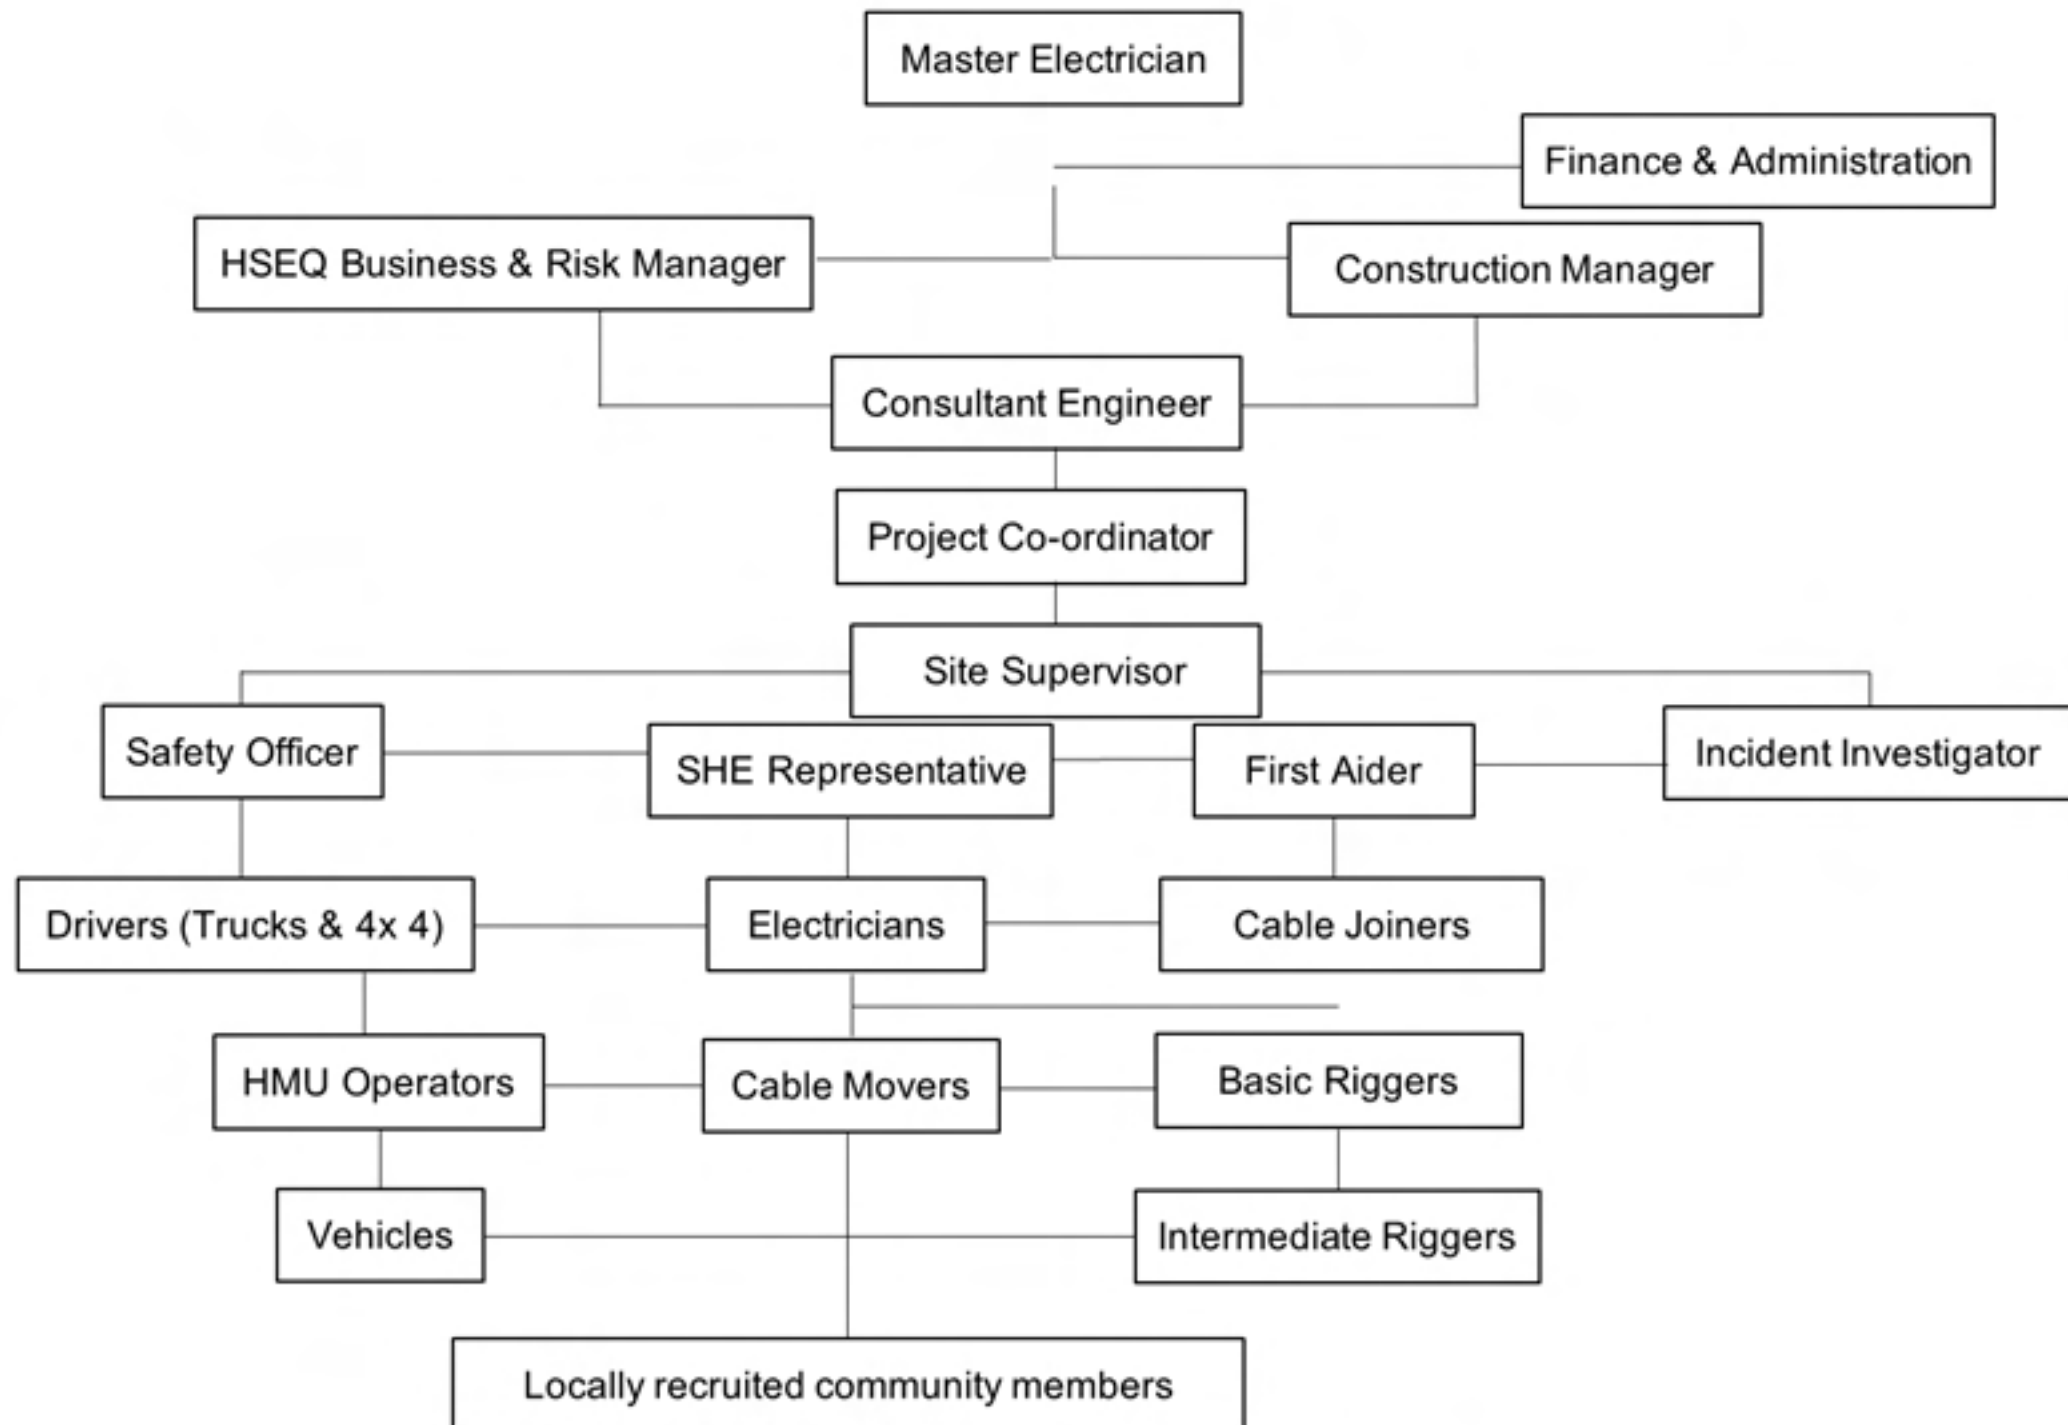 Master Electrician
Finance & Administration
HSEQ Business & Risk Manager
Construction Manager
Consultant Engineer
Project Co-ordinator
Site Supervisor
Safety Officer
SHE Representative
First Aider
Incident Investigator
Drivers (Trucks & 4x 4)
Electricians
Cable Joiners
HMU Operators
Cable Movers
Basic Riggers
Vehicles
Intermediate Riggers
Locally recruited community members